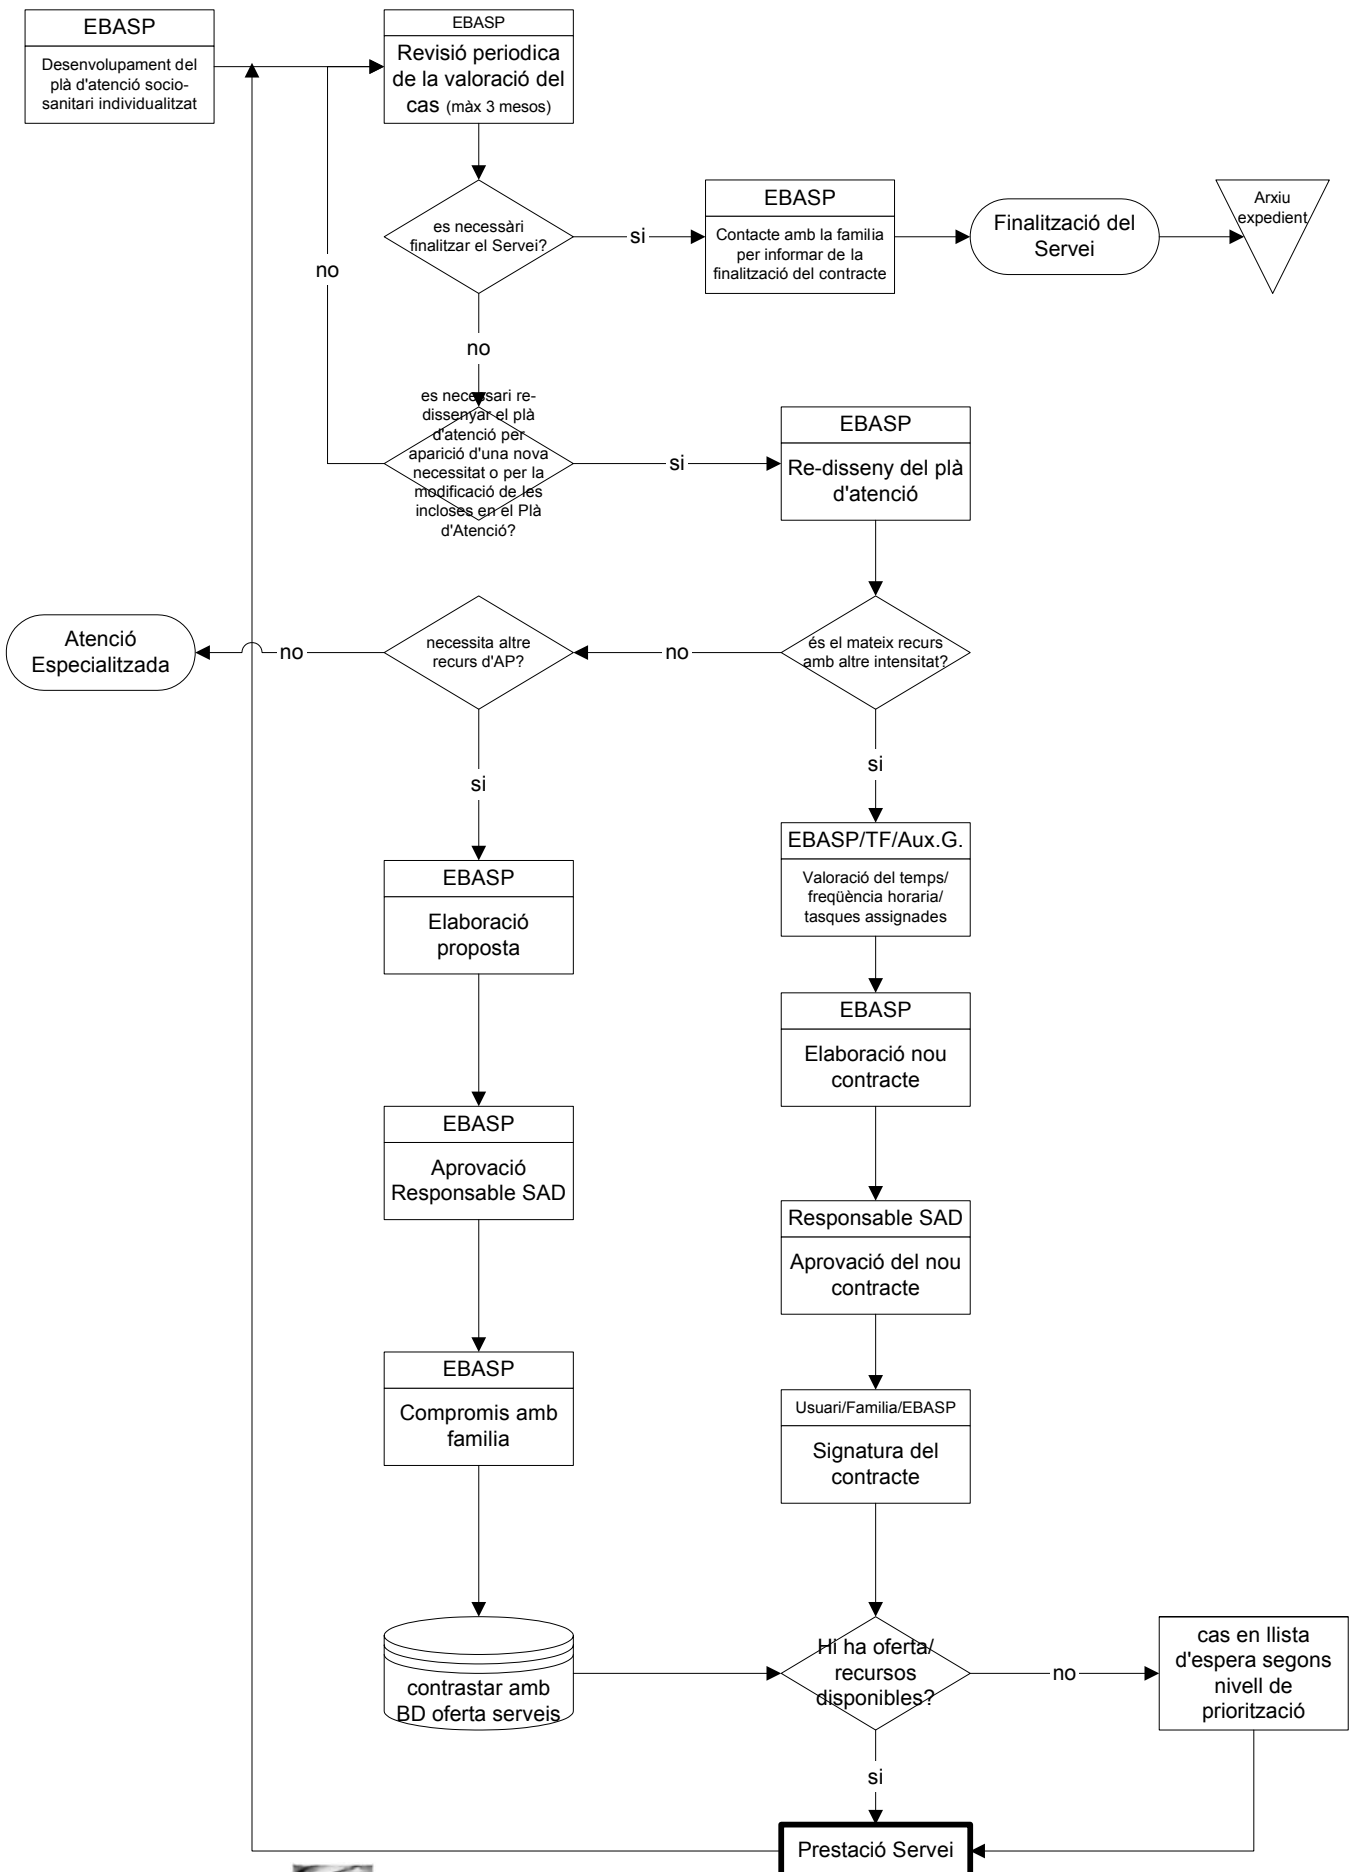 EBASP
Desenvolupament del
plà d'atenció socio-
sanitari individualitzat
EBASP
Revisió periodica
de la valoració del
cas (màx 3 mesos)
es necessàri
finalitzar el Servei?
si
EBASP
Contacte amb la familia
per informar de la
finalització del contracte
Finalització del
Servei
Arxiu
expedient
no
no
es necessari re-
dissenyar el plà
d'atenció per
aparició d'una nova
necessitat o per la
modificació de les
incloses en el Plà
d'Atenció?
si
EBASP
Re-disseny del plà
d'atenció
Atenció
Especialitzada
no
necessita altre
recurs d'AP?
no
és el mateix recurs
amb altre intensitat?
si
si
EBASP/TF/Aux.G.
Valoració del temps/
freqüència horaria/
tasques assignades
EBASP
Elaboració
proposta
EBASP
Elaboració nou
contracte
EBASP
Aprovació
Responsable SAD
Responsable SAD
Aprovació del nou
contracte
EBASP
Compromis amb
familia
Usuari/Familia/EBASP
Signatura del
contracte
contrastar amb
BD oferta serveis
Hi ha oferta/
recursos
disponibles?
no
cas en llista
d'espera segons
nivell de
priorització
si
Prestació Servei